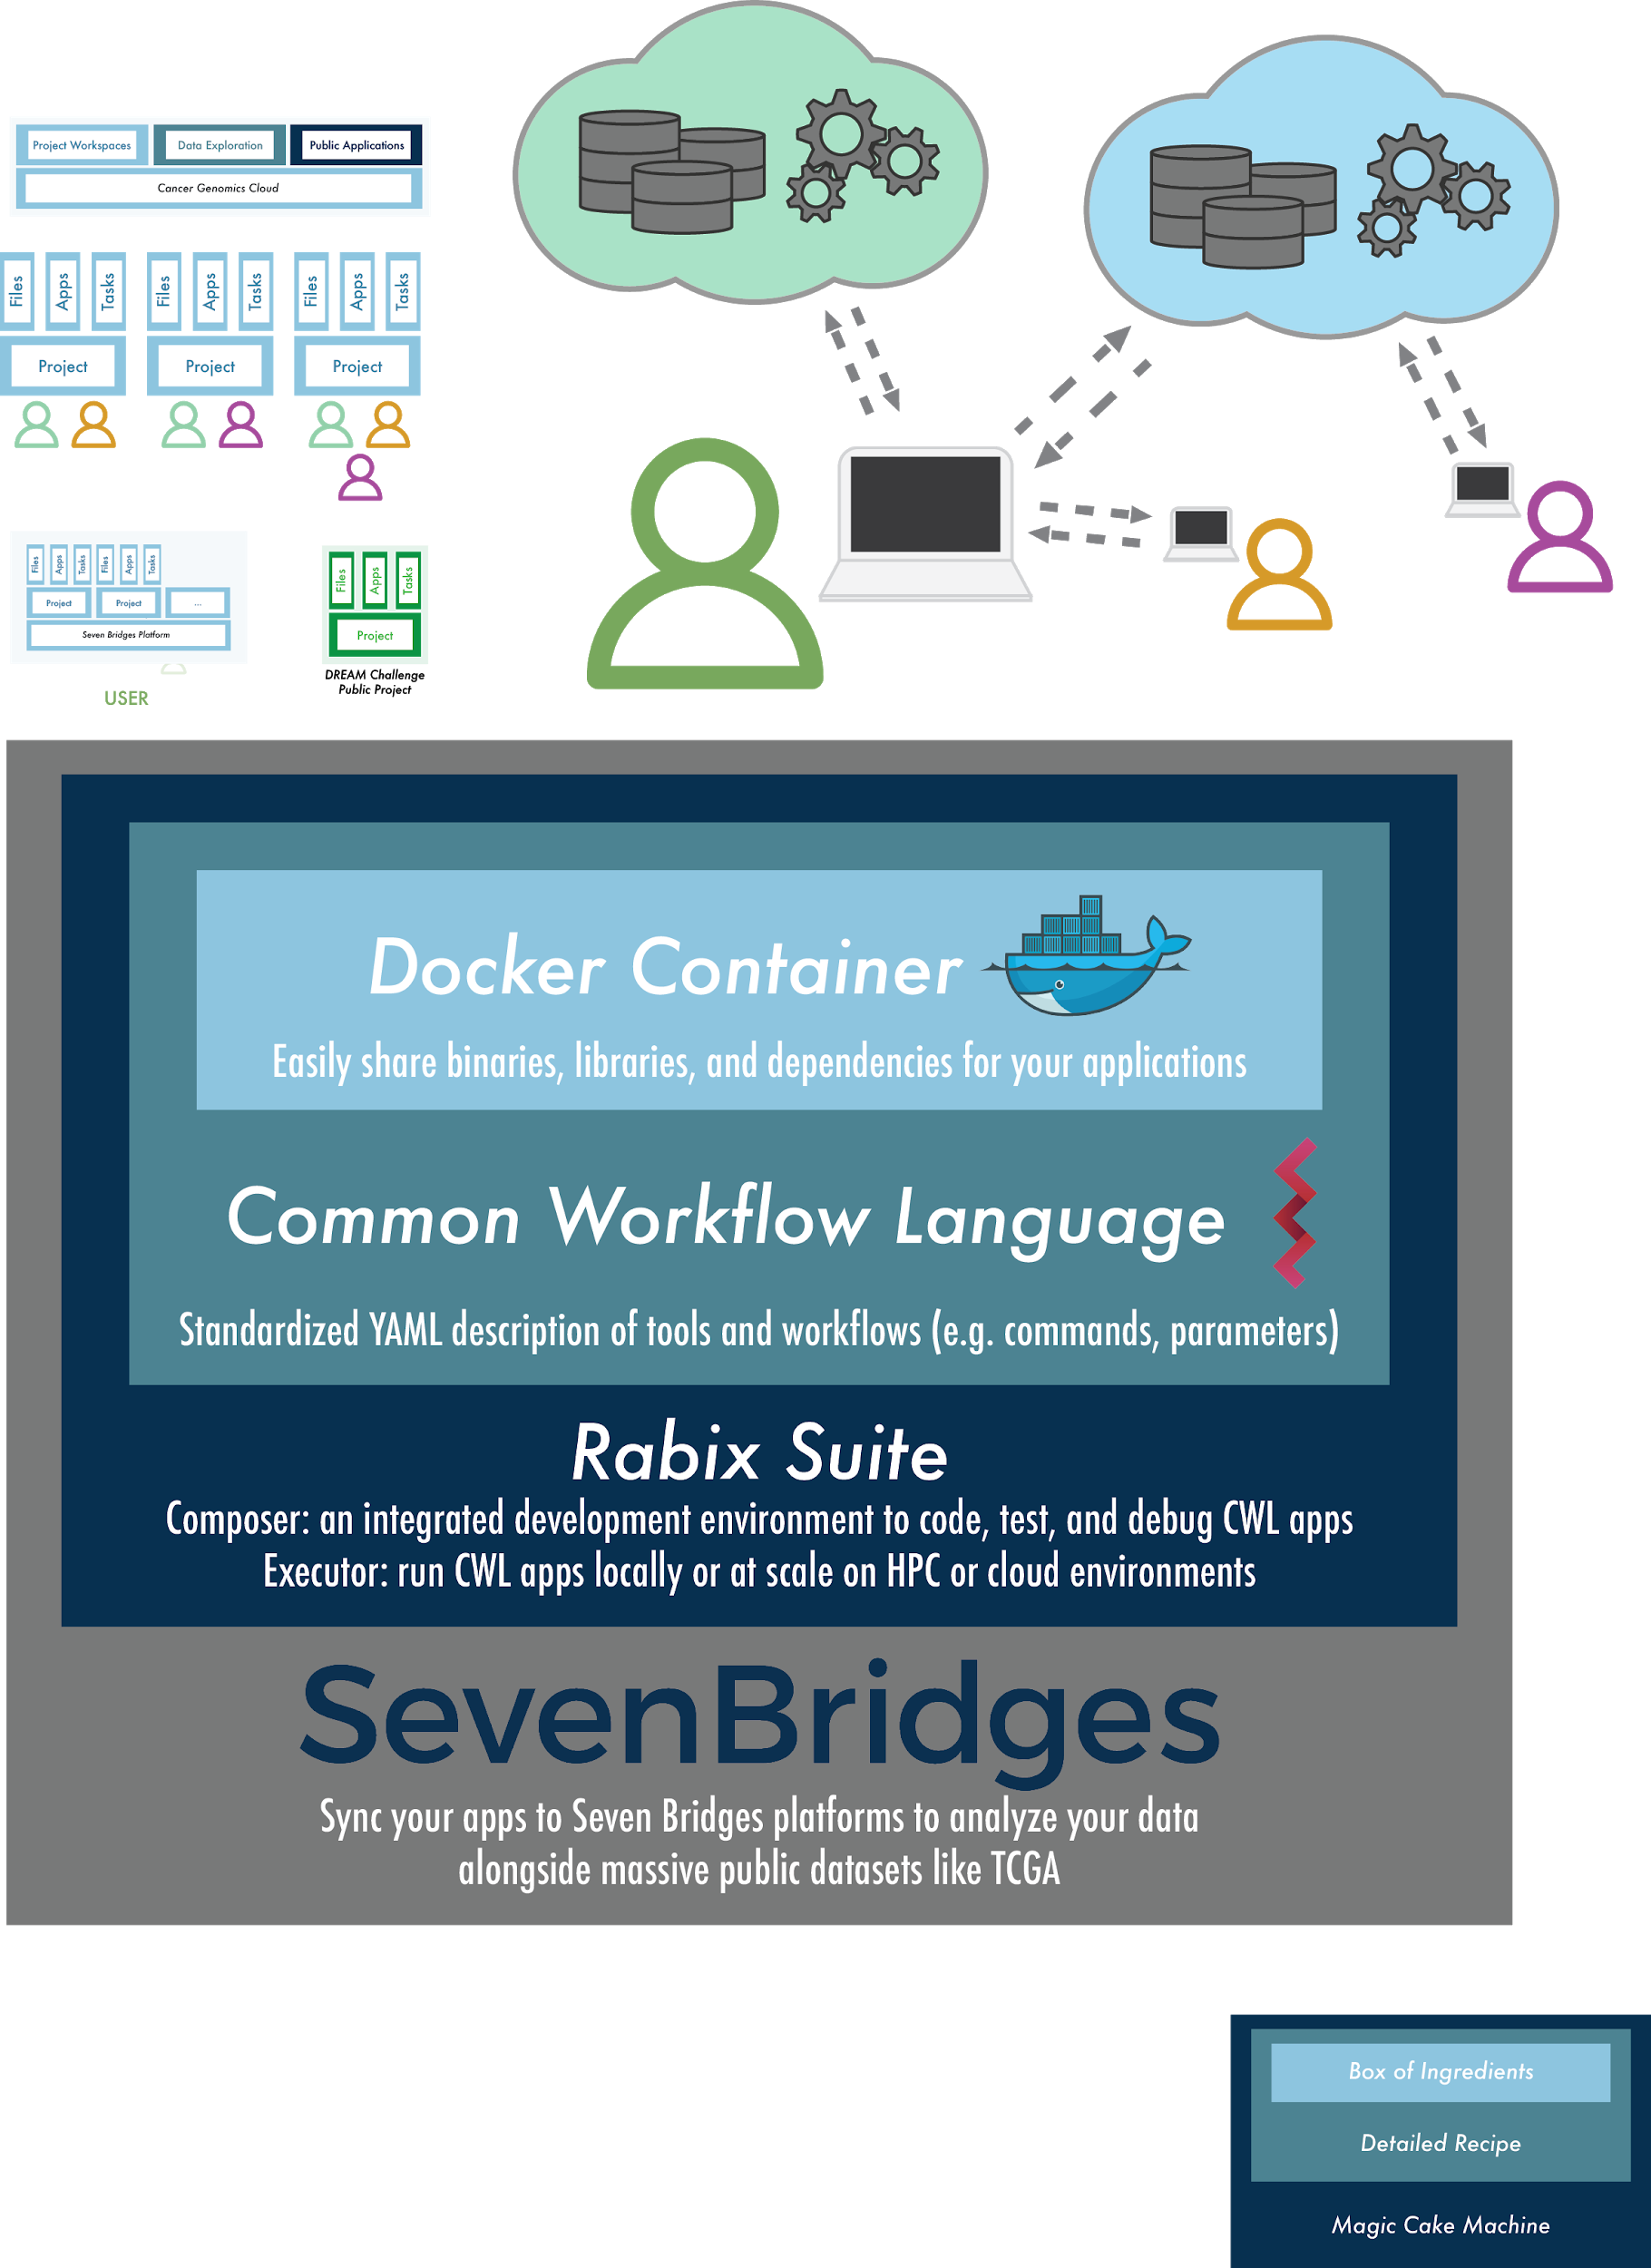 Project Workspaces
Data Exploration
Public Applications
Cancer Genomics Cloud
Files
Apps
Tasks
Files
Apps
Tasks
Files
Apps
Tasks
Project
Project
Project
Files
Apps
Tasks
Files
Apps
Tasks
Project
Project
...
Seven Bridges Platform
USER
Files
Apps
Tasks
Project
DREAM Challenge
Public Project
Docker Container
Easily share binaries, libraries, and dependencies for your applications
Common Workflow Language
Standardized YAML description of tools and workflows (e.g. commands, parameters)
Rabix Suite
Composer: an integrated development environment to code, test, and debug CWL apps
Executor: run CWL apps locally or at scale on HPC or cloud environments
SevenBridges
Sync your apps to Seven Bridges platforms to analyze your data
alongside massive public datasets like TCGA
Box of Ingredients
Detailed Recipe
Magic Cake Machine